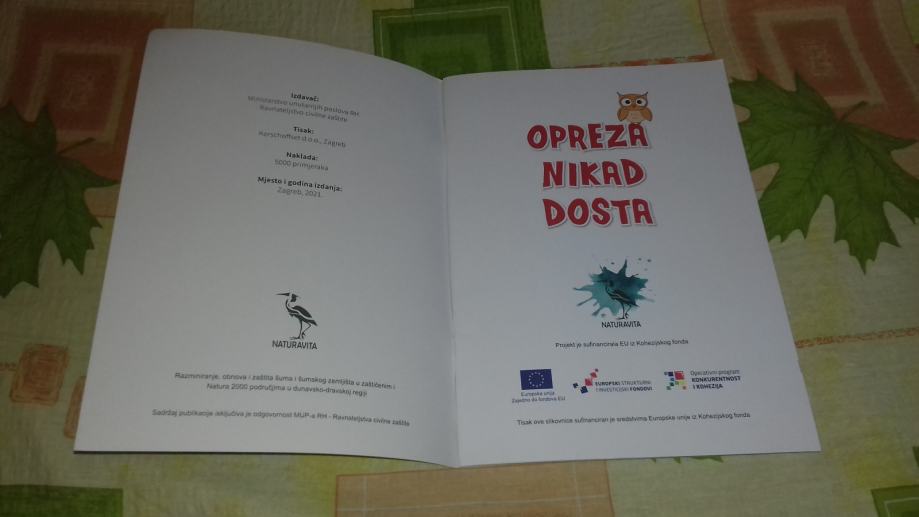 Izdavač:
Ministarstvo unutarnjih poslova RH
Ravnateljstvo civilne zaštite
Tisak:
Kerschoffset d.o.o., Zagreb
Naklada:
5000 primjeraka
Mjesto i godina izdanja:
Zagreb, 2021.
NATURAVITA
Razminiranje, obnova i zaštita šuma i šumskog zemljišta u zaštićenim i
Natura 2000 područjima u dunavsko-dravskoj regiji
Sadržaj publikacije isključiva je odgovornost MUP-a RH - Ravnateljstva civilne zaštite
OPREZA
NIKAD
DOSTA
NATURAVITA
Projekt je sufinancirala EU iz Kohezijskog fonda
Europska unija
Zajedno do fondova EU
EUROPSKI STRUKTURNI
I INVESTICIJSKI FONDOVI
Operativni program
KONKURENTNOST
I KOHEZIJA
Tisak ove slikovnice sufinanciran je sredstvima Europske unije iz Kohezijskog fonda